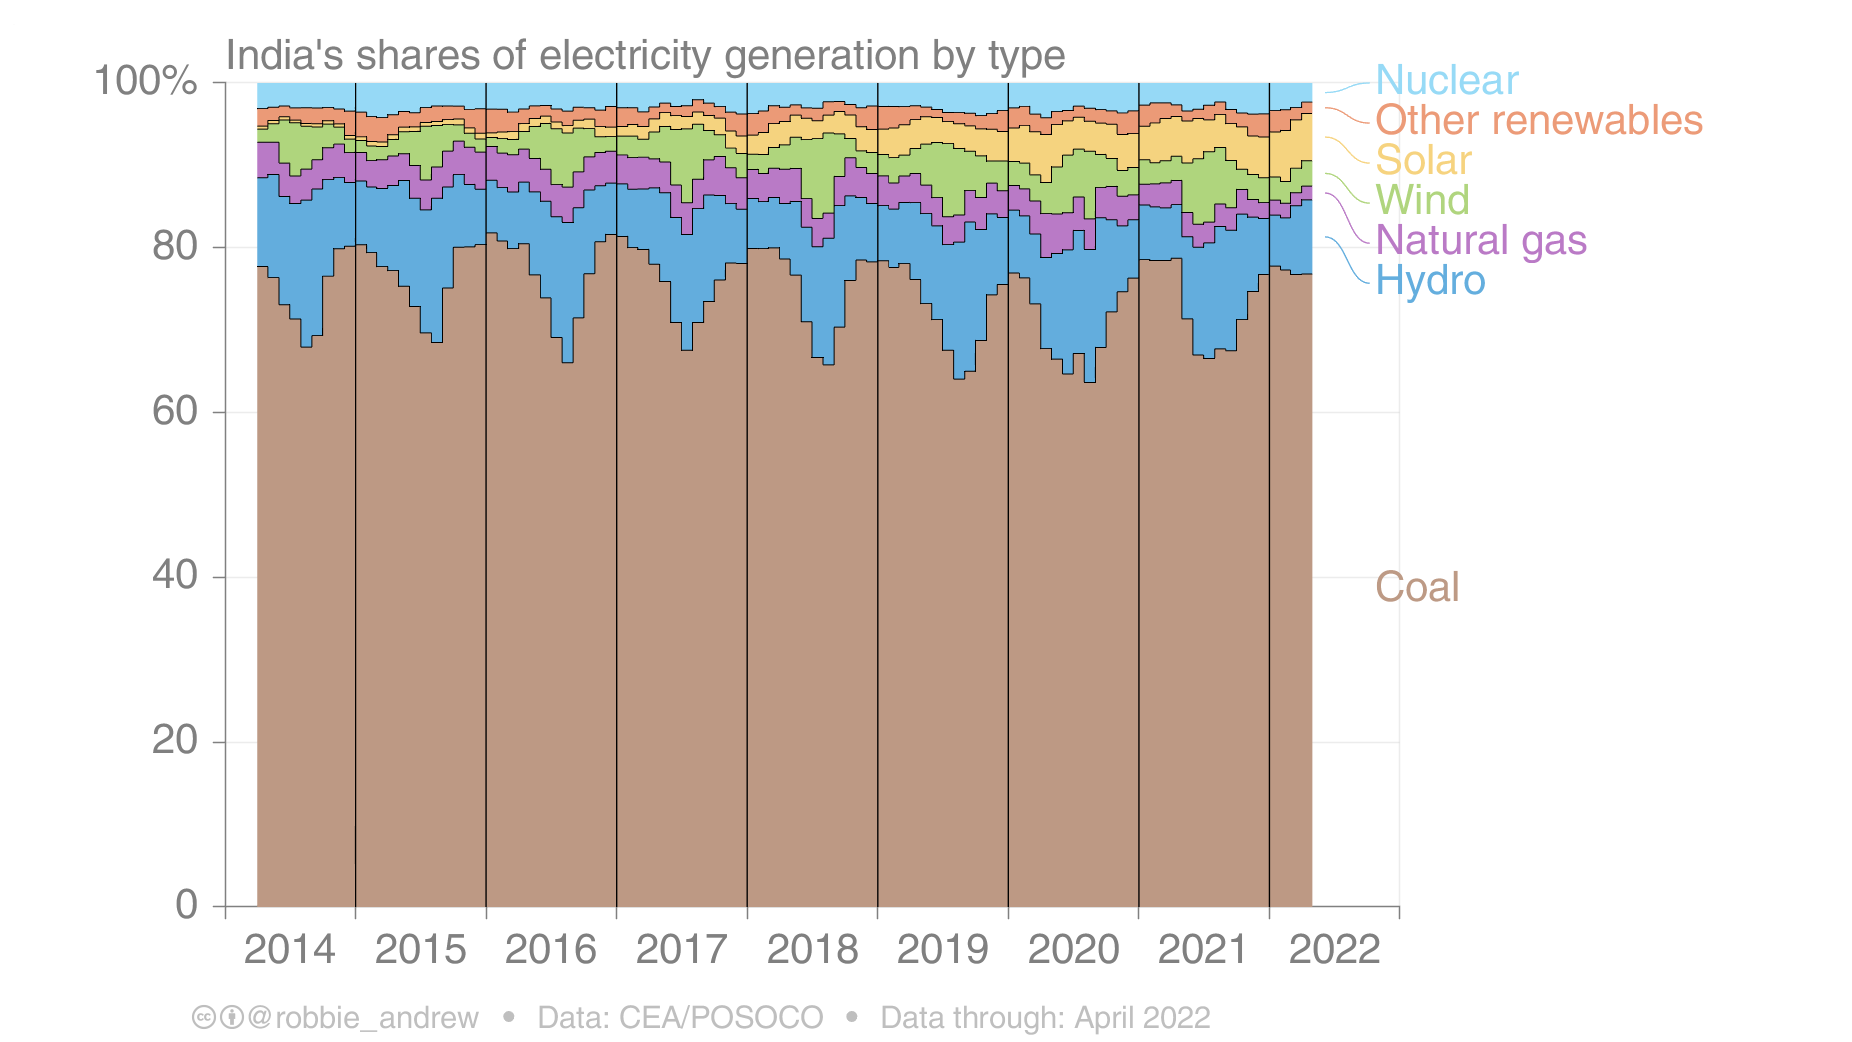 India's shares of electricity generation by type
100%
80
60
40
20
0
Nuclear
Other renewables
Solar
Wind
Natural gas
Hydro
Coal
2014 2015 2016 2017 2018 2019 2020 2021 2022
cc @robbie_andrew • Data: CEA/POSOCO • Data through: April 2022